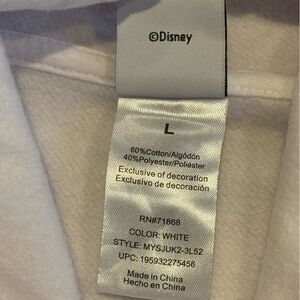 ©Disney
L
60%Cotton/Algodón
40%Polyester/Poliéster
Exclusive of decoration
Exclusivo de decoración
RN#71868
COLOR: WHITE
STYLE: MYSJUK2-3L52
UPC: 195932275456
Made in China
Hecho en China